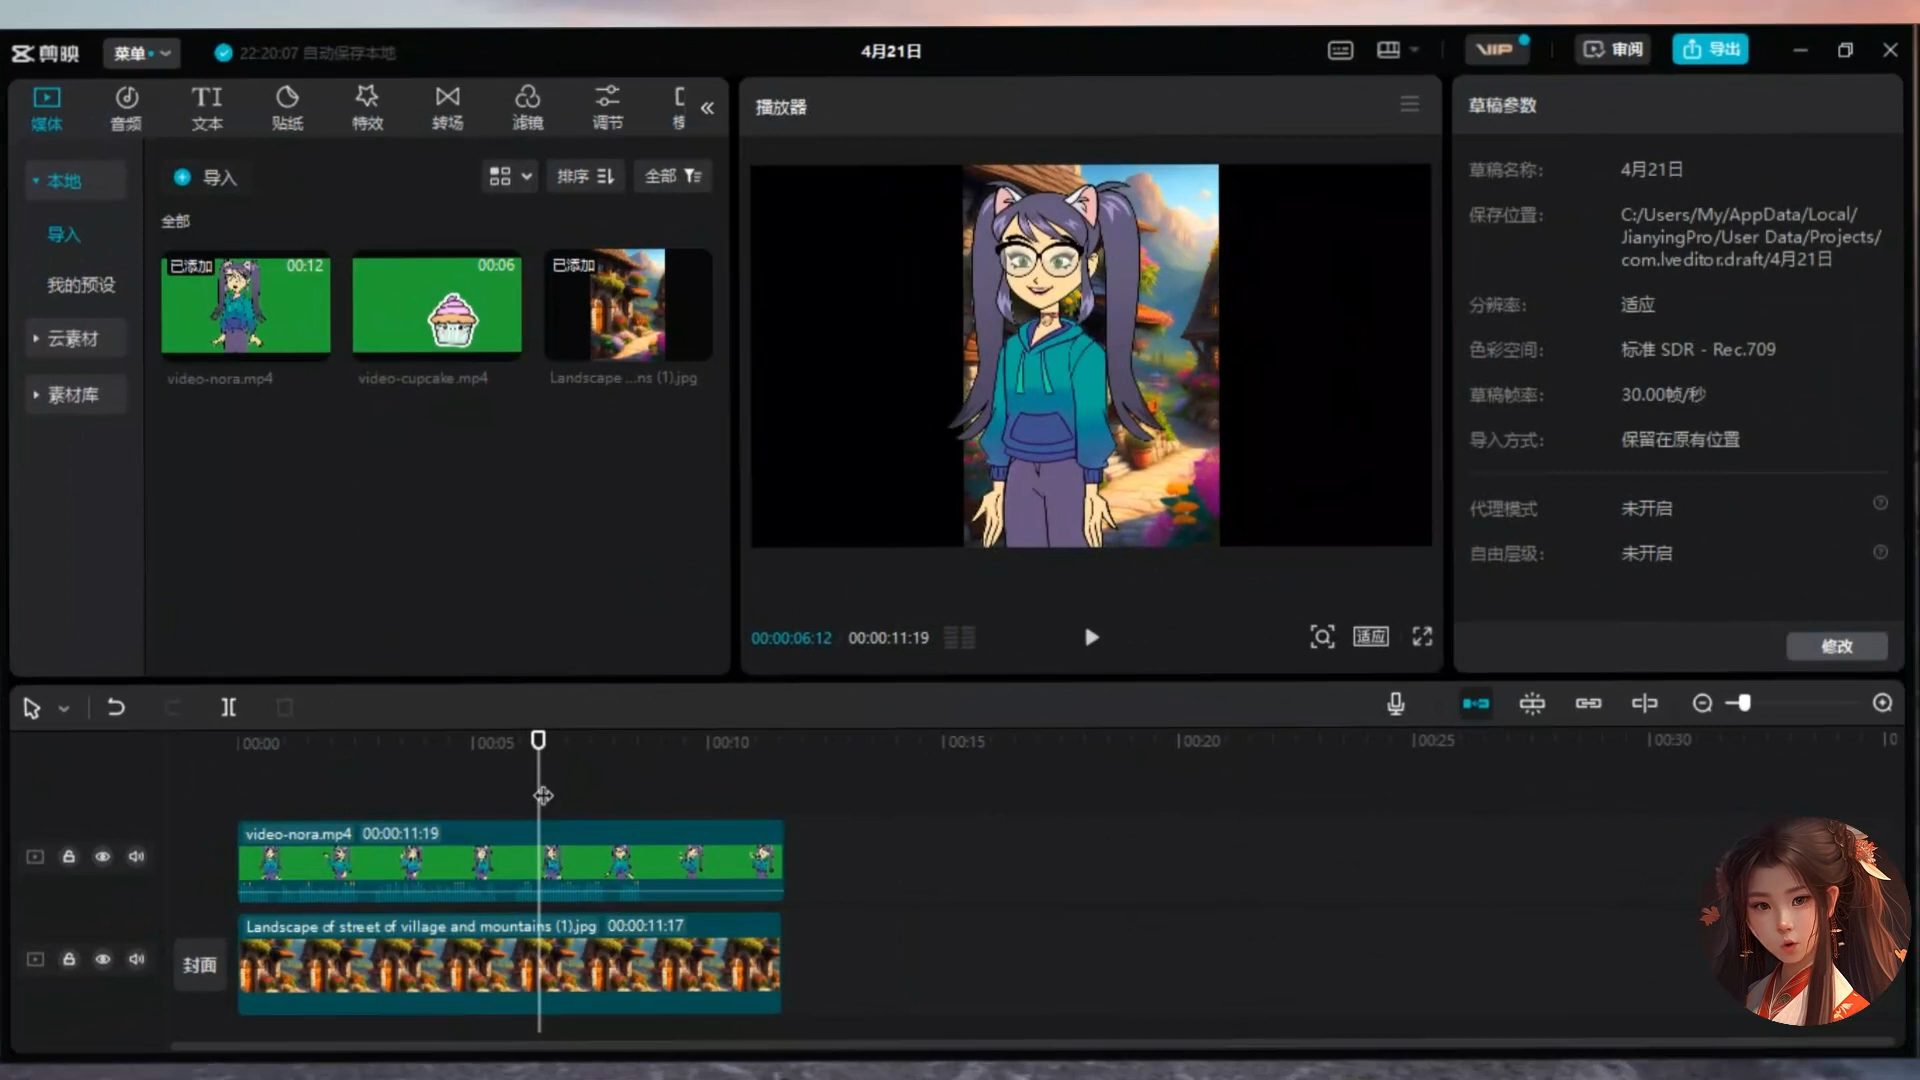 剪映
菜单
22:20:07 自动保存本地
4月21日
VIP
审阅
导出
媒体
音频
TI
文本
贴纸
特效
转场
滤镜
调节
播放器
草稿参数
本地
导入
排序
全部
导入
全部
我的预设
云素材
素材库
已添加
00:12
00:06
已添加
video-nora.mp4
video-cupcake.mp4
Landscape ...ns (1).jpg
草稿名称:
4月21日
保存位置:
C:/Users/My/AppData/Local/
JianyingPro/User Data/Projects/
com.lveditor.draft/4月21日
分辨率:
适应
色彩空间:
标准 SDR - Rec.709
草稿帧率:
30.00帧/秒
导入方式:
保留在原有位置
代理模式
未开启
自由层级:
未开启
修改
00:00:06:12
00:00:11:19
适应
00:00
00:05
00:10
00:15
00:20
00:25
00:30
video-nora.mp4 00:00:11:19
封面
Landscape of street of village and mountains (1).jpg 00:00:11:17